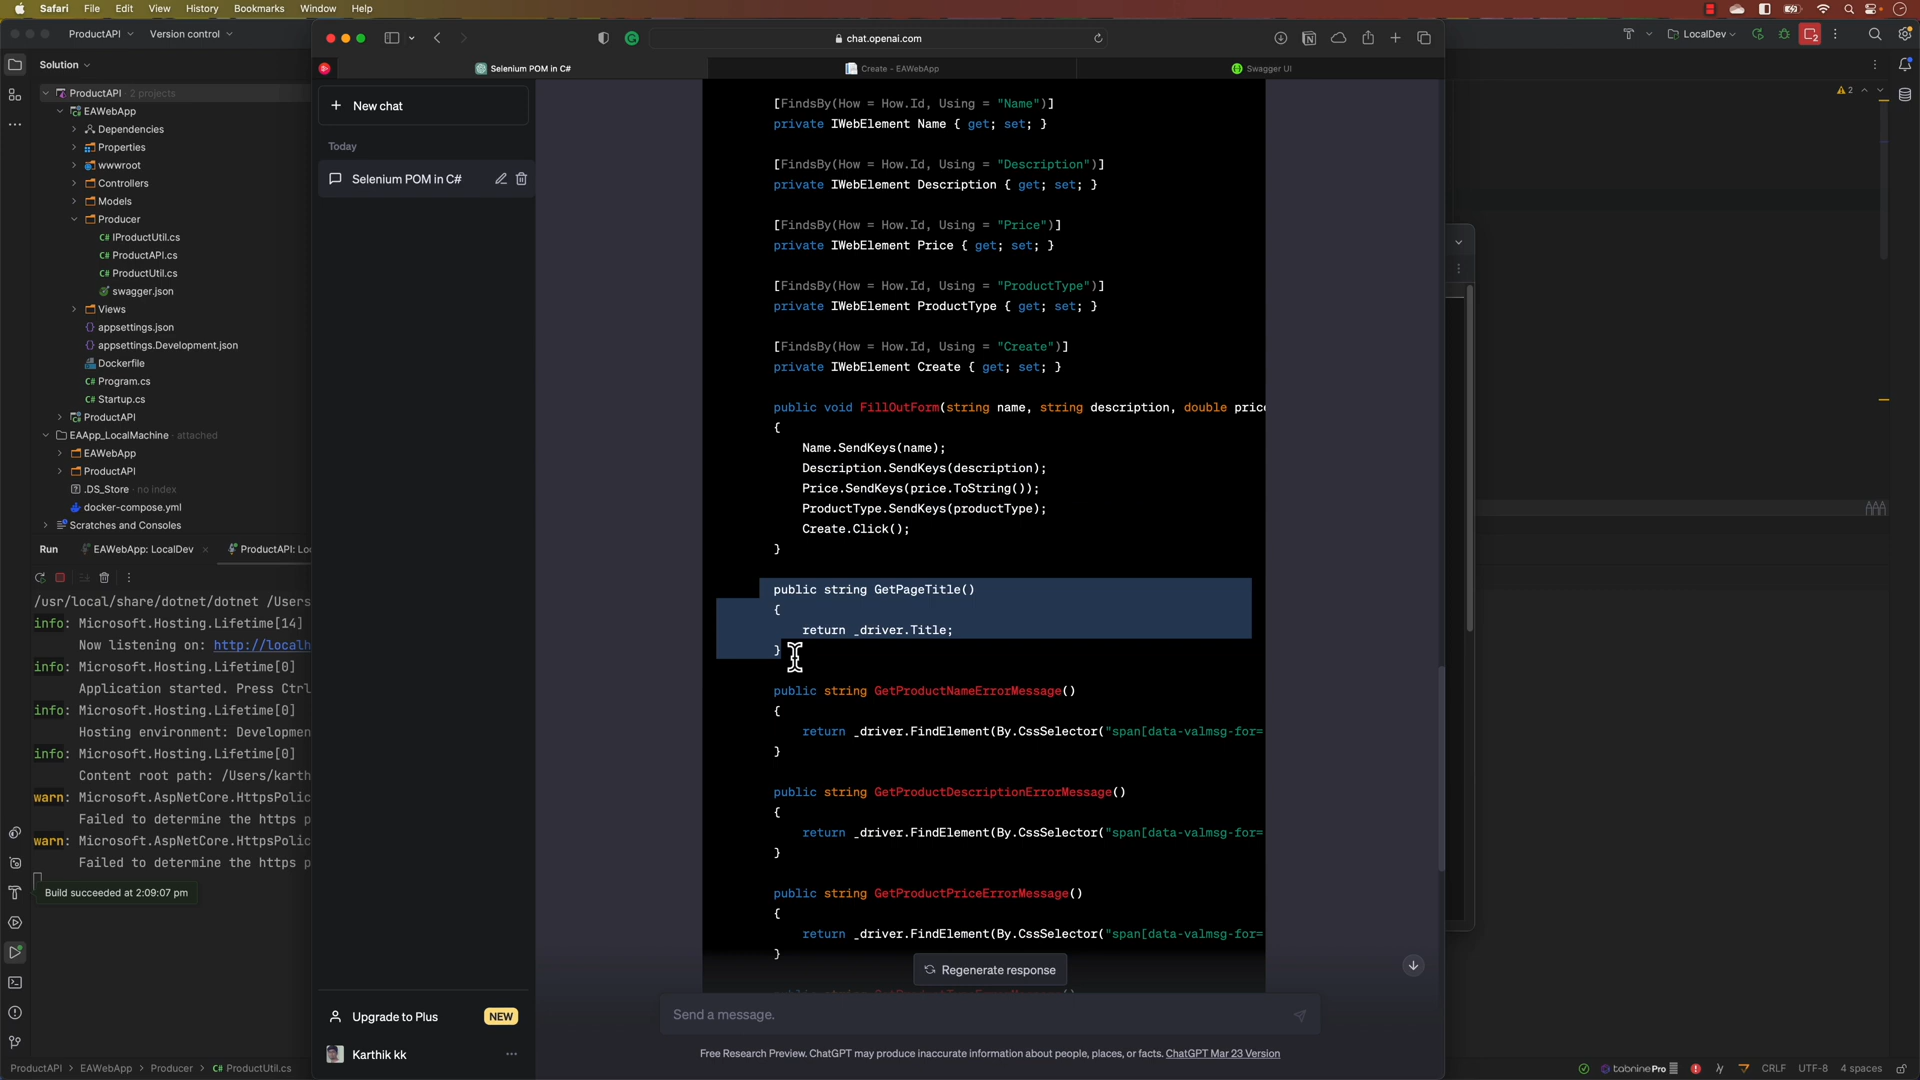 Safari File Edit View History Bookmarks Window Help
ProductAPI Version control
LocalDev
2
chat.openai.com
Solution
Selenium POM in C#
Create - EAWebApp
Swagger UI
ProductAPI · 2 projects
EAWebApp
Dependencies
Properties
wwwroot
Controllers
Models
Producer
C# IProductUtil.cs
C# ProductAPI.cs
C# ProductUtil.cs
swagger.json
Views
{} appsettings.json
{} appsettings.Development.json
Dockerfile
C# Program.cs
C# Startup.cs
ProductAPI
EAApp_LocalMachine · attached
EAWebApp
ProductAPI
.DS_Store · no index
docker-compose.yml
Scratches and Consoles
Run EAWebApp: LocalDev × ProductAPI: Lo
/usr/local/share/dotnet/dotnet /Users
info: Microsoft.Hosting.Lifetime[14]
Now listening on: http://localh
info: Microsoft.Hosting.Lifetime[0]
Application started. Press Ctrl
info: Microsoft.Hosting.Lifetime[0]
Hosting environment: Developmen
info: Microsoft.Hosting.Lifetime[0]
Content root path: /Users/karth
warn: Microsoft.AspNetCore.HttpsPolic
Failed to determine the https p
warn: Microsoft.AspNetCore.HttpsPolic
Failed to determine the https p
Build succeeded at 2:09:07 pm
+ New chat
Today
Selenium POM in C#
Upgrade to Plus NEW
Karthik kk
[FindsBy(How = How.Id, Using = "Name")]
private IWebElement Name { get; set; }
[FindsBy(How = How.Id, Using = "Description")]
private IWebElement Description { get; set; }
[FindsBy(How = How.Id, Using = "Price")]
private IWebElement Price { get; set; }
[FindsBy(How = How.Id, Using = "ProductType")]
private IWebElement ProductType { get; set; }
[FindsBy(How = How.Id, Using = "Create")]
private IWebElement Create { get; set; }
public void FillOutForm(string name, string description, double price
{
Name.SendKeys(name);
Description.SendKeys(description);
Price.SendKeys(price.ToString());
ProductType.SendKeys(productType);
Create.Click();
}
public string GetPageTitle()
{
return _driver.Title;
}
public string GetProductNameErrorMessage()
{
return _driver.FindElement(By.CssSelector("span[data-valmsg-for=
}
public string GetProductDescriptionErrorMessage()
{
return _driver.FindElement(By.CssSelector("span[data-valmsg-for=
}
public string GetProductPriceErrorMessage()
{
return _driver.FindElement(By.CssSelector("span[data-valmsg-for=
}
Regenerate response
Send a message.
Free Research Preview. ChatGPT may produce inaccurate information about people, places, or facts. ChatGPT Mar 23 Version
2
ProductAPI > EAWebApp > Producer > C# ProductUtil.cs
tabninePro CRLF UTF-8 4 spaces